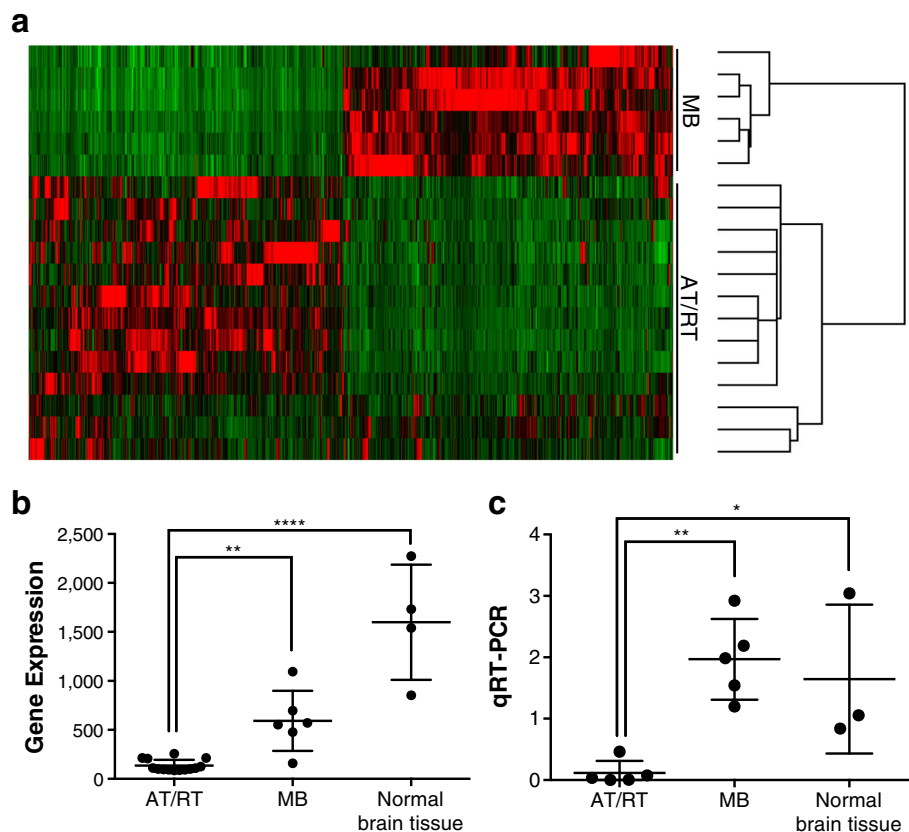 a
MB
AT/RT
b
Gene Expression
2,500
2,000
1,500
1,000
500
0
****
**
AT/RT
MB
Normal
brain tissue
c
qRT-PCR
4
3
2
1
0
*
**
AT/RT
MB
Normal
brain tissue